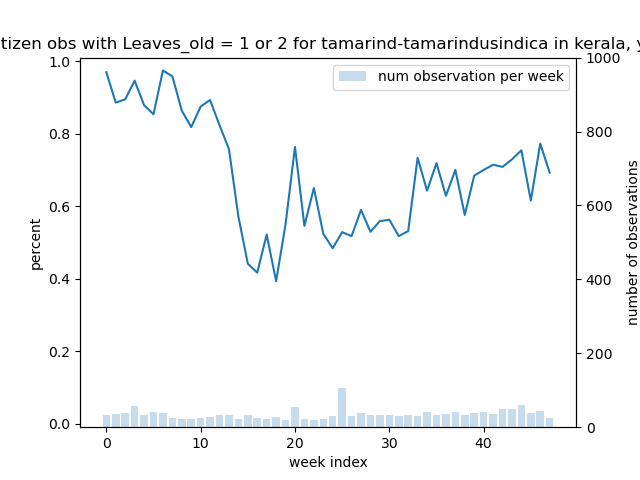 tizen obs with Leaves_old = 1 or 2 for tamarind-tamarindusindica in kerala, y
num observation per week
1.0
0.8
0.6
0.4
0.2
0.0
percent
1000
800
600
400
200
0
number of observations
0 10 20 30 40
week index